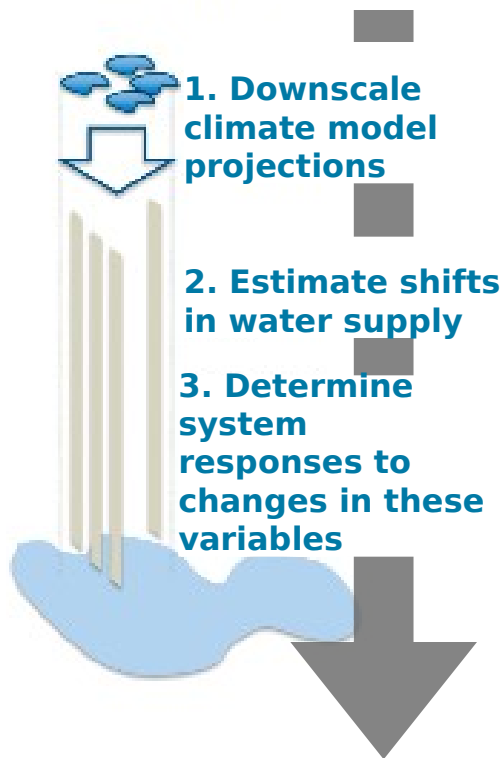 1. Downscale
climate model
projections
2. Estimate shifts
in water supply
3. Determine
system
responses to
changes in these
variables